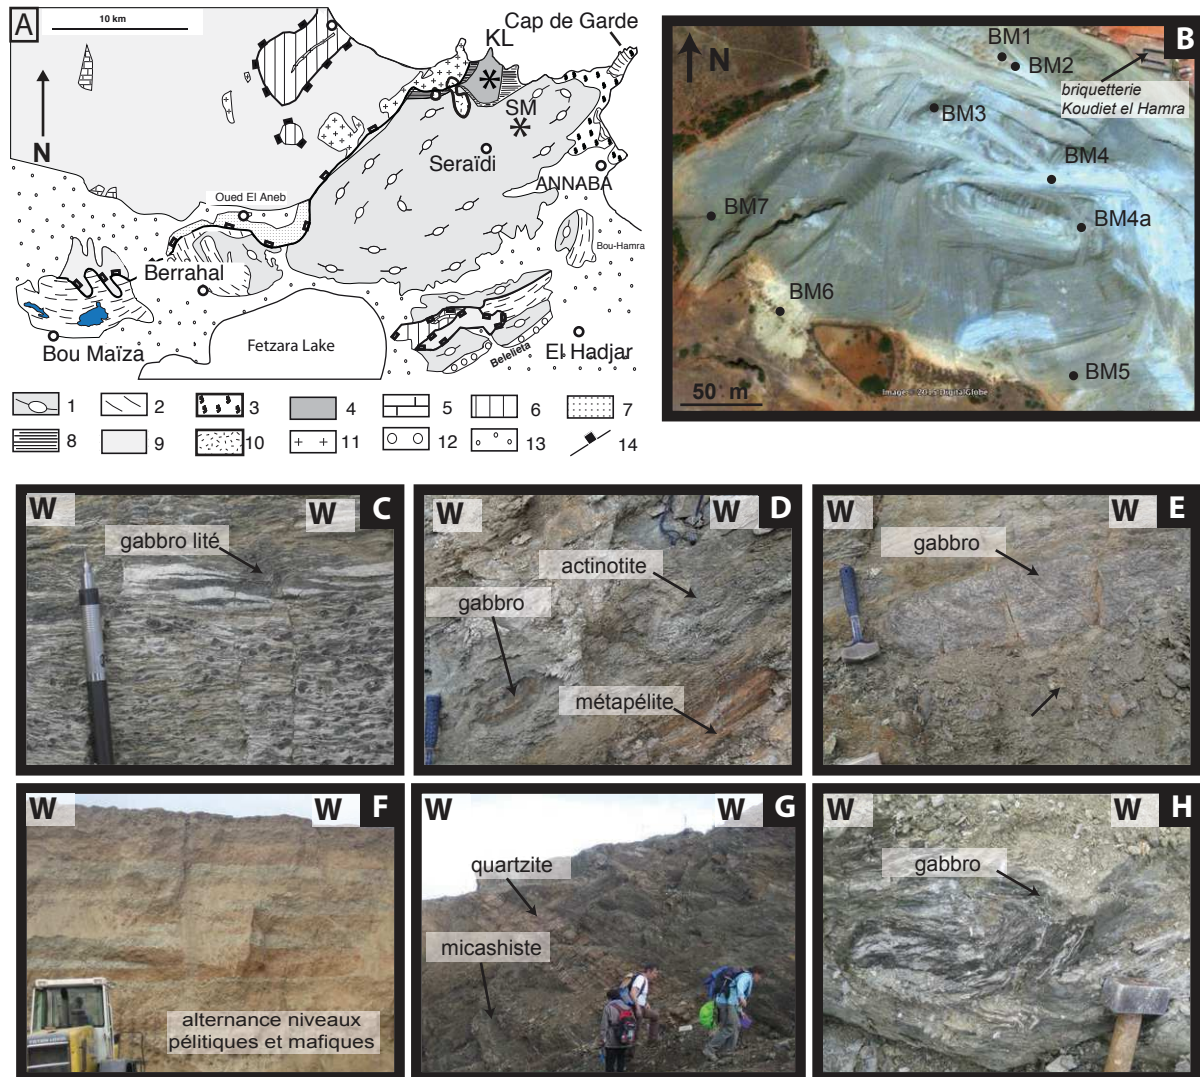 A
10 km
N
KL
Cap de Garde
SM
Seraïdi
ANNABA
Oued El Aneb
Bou-Hamra
Berrahal
Bou Maïza
Fetzara Lake
Belelieta
El Hadjar
1
2
3
4
5
6
7
8
9
10
11
12
13
14
B
N
BM1
BM2
briquetterie
Koudiet el Hamra
BM3
BM4
BM4a
BM7
BM6
BM5
50 m
Image © 2015 DigitalGlobe
W
W
C
gabbro lité
W
W
D
actinotite
gabbro
métapélite
W
W
E
gabbro
W
W
F
alternance niveaux
pélitiques et mafiques
W
W
G
quartzite
micashiste
W
W
H
gabbro